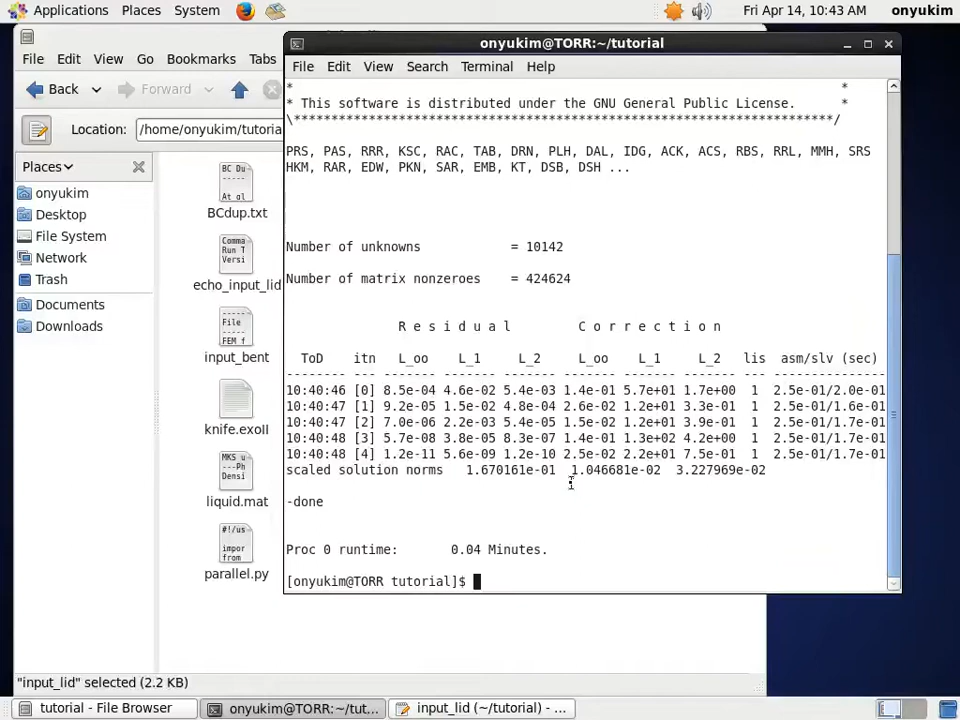 Applications Places System Fri Apr 14, 10:43 AM onyukim
File Edit View Go Bookmarks Tabs
Back Forward
Location: /home/onyukim/tutoria
Places
onyukim
Desktop
File System
Network
Trash
Documents
Downloads
BC Du
At al
BCdup.txt
Comma
Run T
Versi
echo_input_lid
File
FEM f
input_bent
knife.exoII
MKS u
---Ph
Densi
liquid.mat
#!/us
impor
from
parallel.py
"input_lid" selected (2.2 KB)
onyukim@TORR:~/tutorial
File Edit View Search Terminal Help
* *
* This software is distributed under the GNU General Public License. *
\************************************************************************/
PRS, PAS, RRR, KSC, RAC, TAB, DRN, PLH, DAL, IDG, ACK, ACS, RBS, RRL, MMH, SRS
HKM, RAR, EDW, PKN, SAR, EMB, KT, DSB, DSH ...
Number of unknowns = 10142
Number of matrix nonzeroes = 424624
R e s i d u a l C o r r e c t i o n
ToD itn L_oo L_1 L_2 L_oo L_1 L_2 lis asm/slv (sec)
-------- --- ------- ------- ------- ------- ------- ------- --- ---------------
10:40:46 [0] 8.5e-04 4.6e-02 5.4e-03 1.4e-01 5.7e+01 1.7e+00 1 2.5e-01/2.0e-01
10:40:47 [1] 9.2e-05 1.5e-02 4.8e-04 2.6e-02 1.2e+01 3.3e-01 1 2.5e-01/1.6e-01
10:40:47 [2] 7.0e-06 2.2e-03 5.4e-05 1.5e-02 1.2e+01 3.9e-01 1 2.5e-01/1.7e-01
10:40:48 [3] 5.7e-08 3.8e-05 8.3e-07 1.4e-01 1.3e+02 4.2e+00 1 2.5e-01/1.7e-01
10:40:48 [4] 1.2e-11 5.6e-09 1.2e-10 2.5e-02 2.2e+01 7.5e-01 1 2.5e-01/1.7e-01
scaled solution norms 1.670161e-01 1.046681e-02 3.227969e-02
-done
Proc 0 runtime: 0.04 Minutes.
[onyukim@TORR tutorial]$
tutorial - File Browser onyukim@TORR:~/tut... input_lid (~/tutorial) - ...